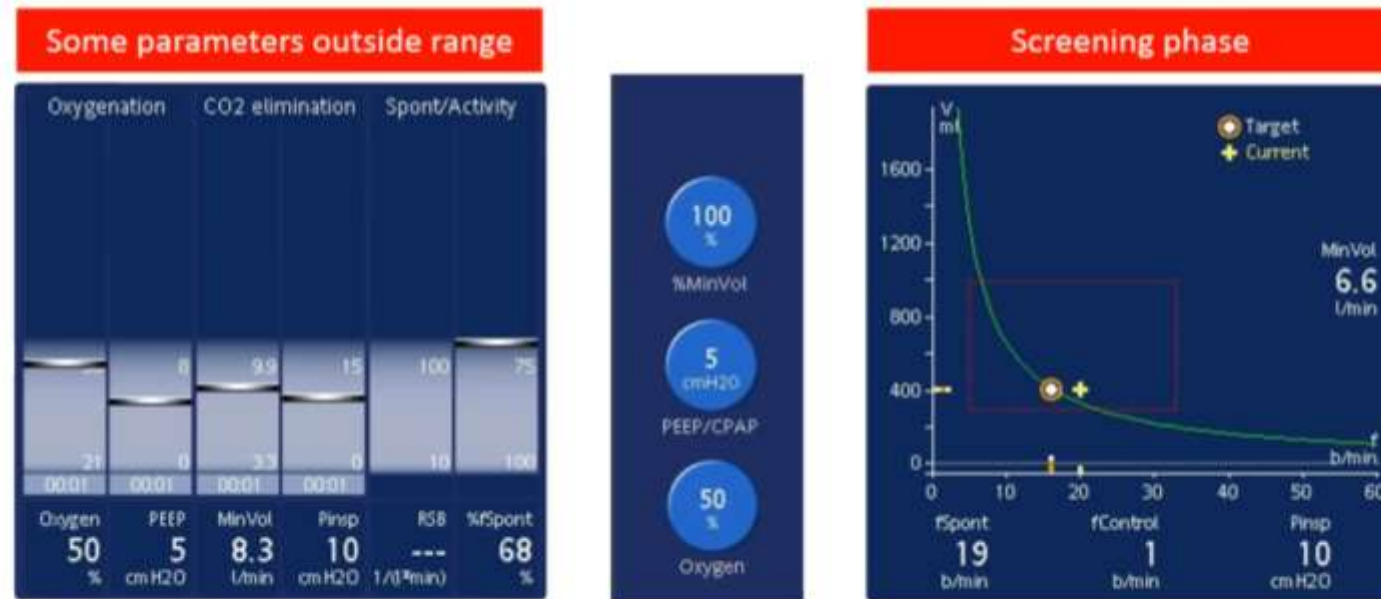 Some parameters outside range
Oxygenation CO2 elimination Spont/Activity
8 9.9 15 100 75
21 0 3.3 0 10 100
00:01 00:01 00:01 00:01
Oxygen PEEP MinVol Pinsp RSB %fSpont
50 5 8.3 10 --- 68
% cmH2O l/min cmH2O 1/(l*min) %
100
%
%MinVol
5
cmH2O
PEEP/CPAP
50
%
Oxygen
Screening phase
V
ml
Target
Current
1600
1200
MinVol
6.6
l/min
800
400
f
b/min
0
0 10 20 30 40 50 60
fSpont fControl Pinsp
19 1 10
b/min b/min cmH2O